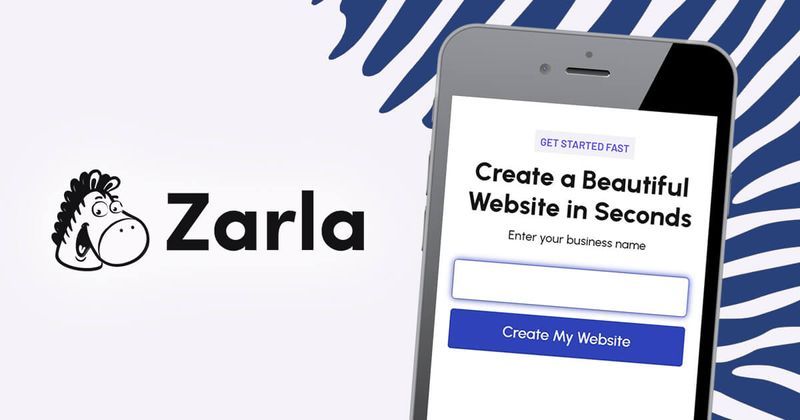 Zarla
GET STARTED FAST
Create a Beautiful
Website in Seconds
Enter your business name
Create My Website